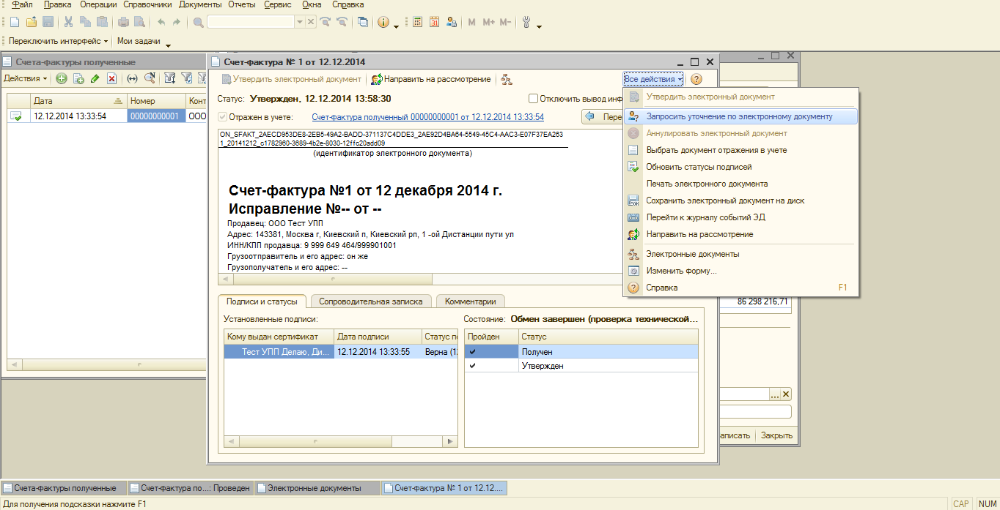 Файл Правка Операции Справочники Документы Отчеты Сервис Окна Справка
31 M M+ M-
Переключить интерфейс Мои задачи
Счета-фактуры полученные
Действия
Дата Номер Конт
12.12.2014 13:33:54 00000000001 ООО
Счет-фактура № 1 от 12.12.2014
Утвердить электронный документ Направить на рассмотрение Все действия
Статус: Утвержден, 12.12.2014 13:58:30 Отключить вывод инф
Отражен в учете: Счет-фактура полученный 00000000001 от 12.12.2014 13:33:54 Пере
ON_SFAKT_2AECD953DE8-2EB5-49A2-BADD-371137C4DDE3_2AE92D4BA64-5549-45C4-AAC3-E07F37EA263
1_20141212_c1782960-3689-4b2e-8030-12ffc20add09
(идентификатор электронного документа)
Счет-фактура №1 от 12 декабря 2014 г.
Исправление №-- от --
Продавец: ООО Тест УПП
Адрес: 143381, Москва г, Киевский п, Киевский рп, 1 -ой Дистанции пути ул
ИНН/КПП продавца: 9 999 649 464/999901001
Грузоотправитель и его адрес: он же
Грузополучатель и его адрес: --
Утвердить электронный документ
Запросить уточнение по электронному документу
Аннулировать электронный документ
Выбрать документ отражения в учете
Обновить статусы подписей
Печать электронного документа
Сохранить электронный документ на диск
Перейти к журналу событий ЭД
Направить на рассмотрение
Электронные документы
Изменить форму...
Справка F1
86 298 216,71
Подписи и статусы Сопроводительная записка Комментарии
Установленные подписи: Состояние: Обмен завершен (проверка технической...
Кому выдан сертификат Дата подписи Статус по Пройден Статус
Тест УПП Делаю, Ди... 12.12.2014 13:33:55 Верна (1 Получен
Утвержден
аписать Закрыть
Счета-фактуры полученные Счет-фактура по...: Проведен Электронные документы Счет-фактура № 1 от 12.12....
Для получения подсказки нажмите F1 CAP NUM